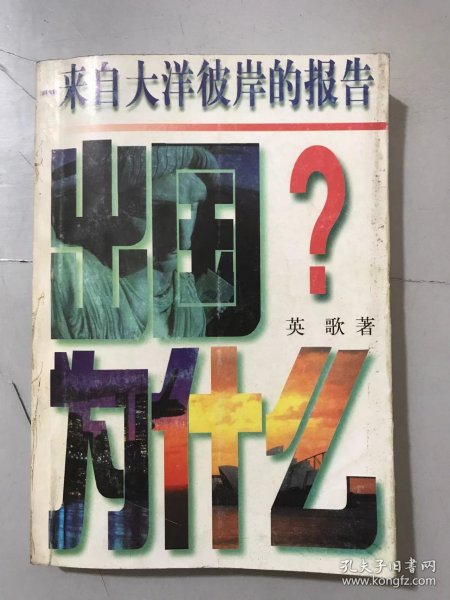 来自大洋彼岸的报告
出国?
英歌著
为什么
孔夫子旧书网
www.kongfz.com